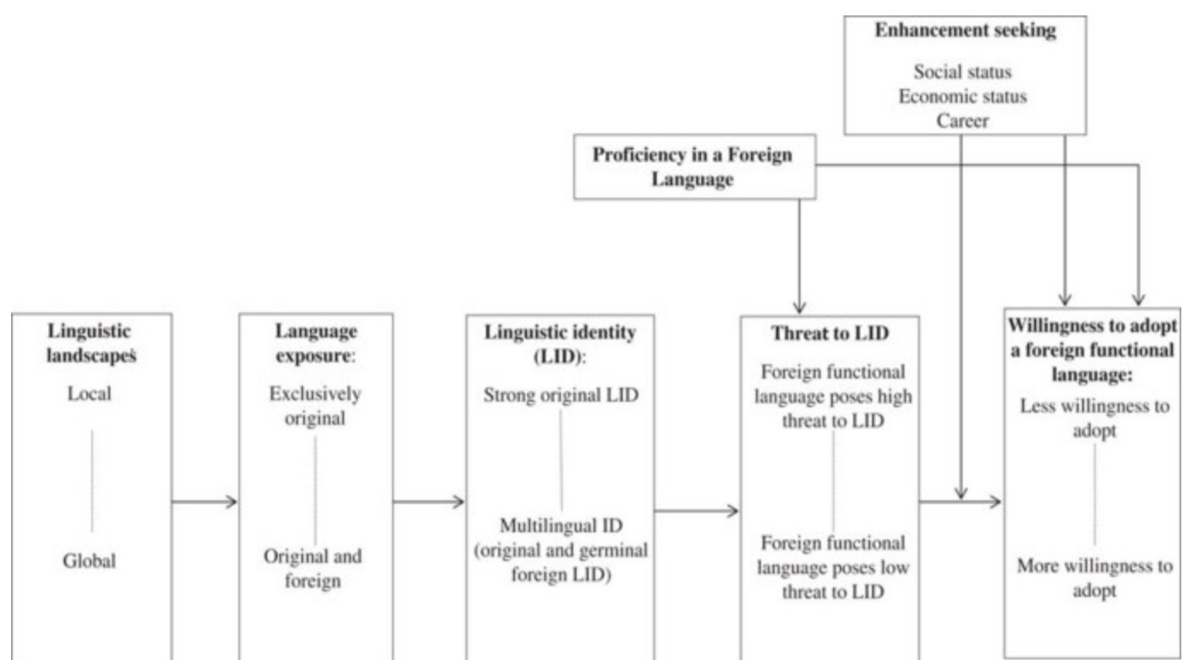 Enhancement seeking
Social status
Economic status
Career
Proficiency in a Foreign
Language
Linguistic
landscapes
Local
Global
Language
exposure:
Exclusively
original
Original and
foreign
Linguistic identity
(LID):
Strong original LID
Multilingual ID
(original and germinal
foreign LID)
Threat to LID
Foreign functional
language poses high
threat to LID
Foreign functional
language poses low
threat to LID
Willingness to adopt
a foreign functional
language:
Less willingness to
adopt
More willingness to
adopt